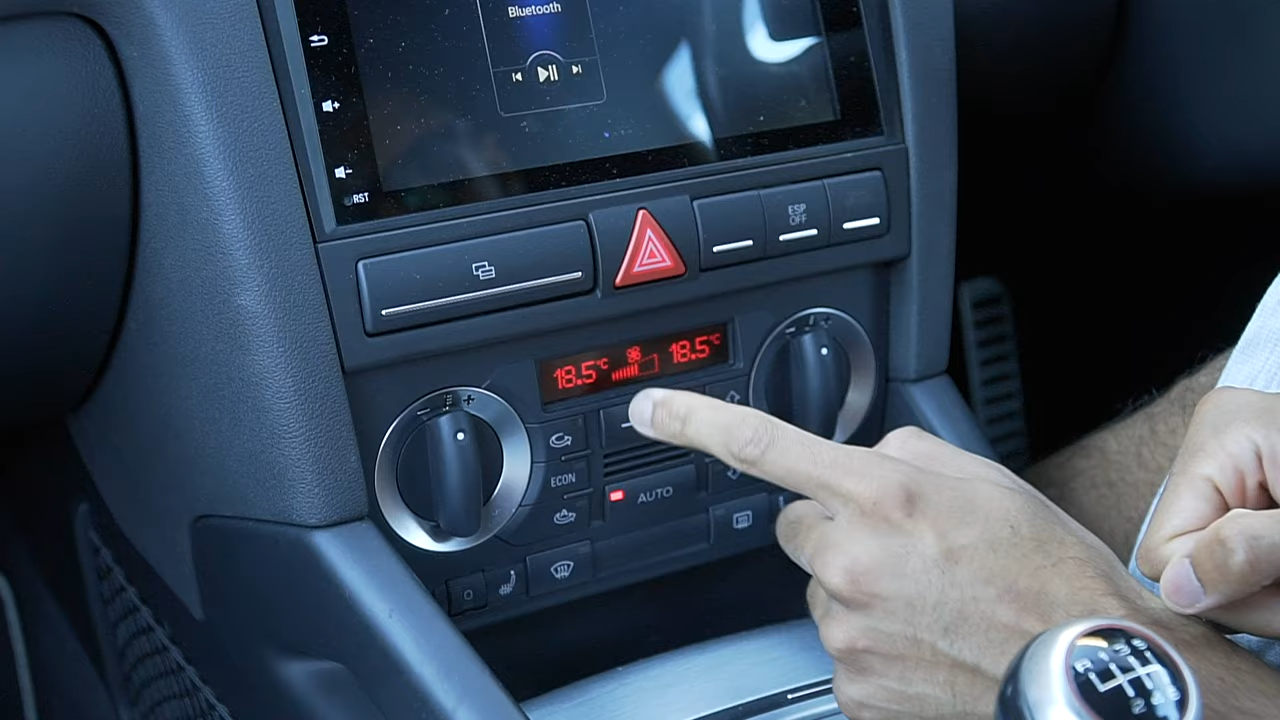 Bluetooth
RST
ESP
OFF
18.5°C 18.5°C
ECON
AUTO